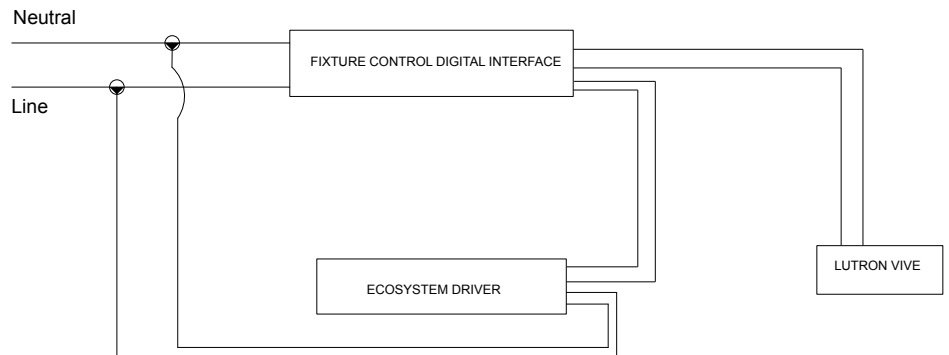 Neutral
FIXTURE CONTROL DIGITAL INTERFACE
Line
ECOSYSTEM DRIVER
LUTRON VIVE